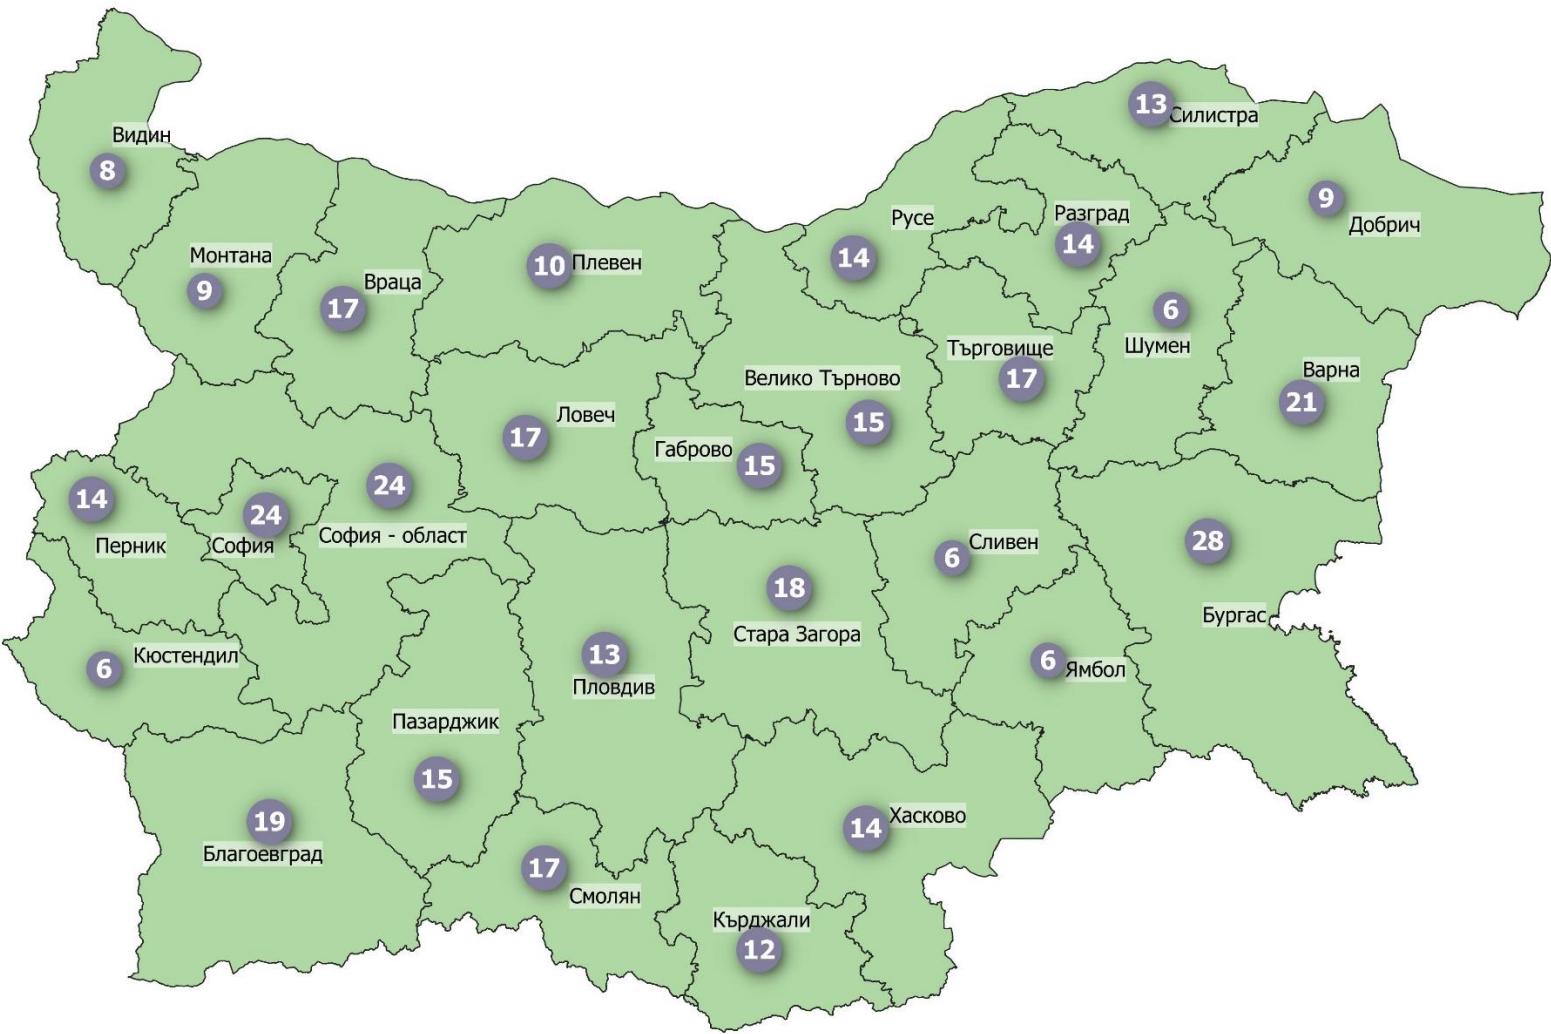 13
Силистра
Видин
8
9
Добрич
Русе
14
Разград
14
Монтана
9
Враца
17
10 Плевен
6
Шумен
Търговище
17
Варна
21
Велико Търново
15
Ловеч
17
Габрово
15
14
Перник
24
София
24
София - област
6
Сливен
28
Бургас
18
Стара Загора
6
Кюстендил
13
Пловдив
6
Ямбол
Пазарджик
15
19
Благоевград
14
Хасково
17
Смолян
Кърджали
12